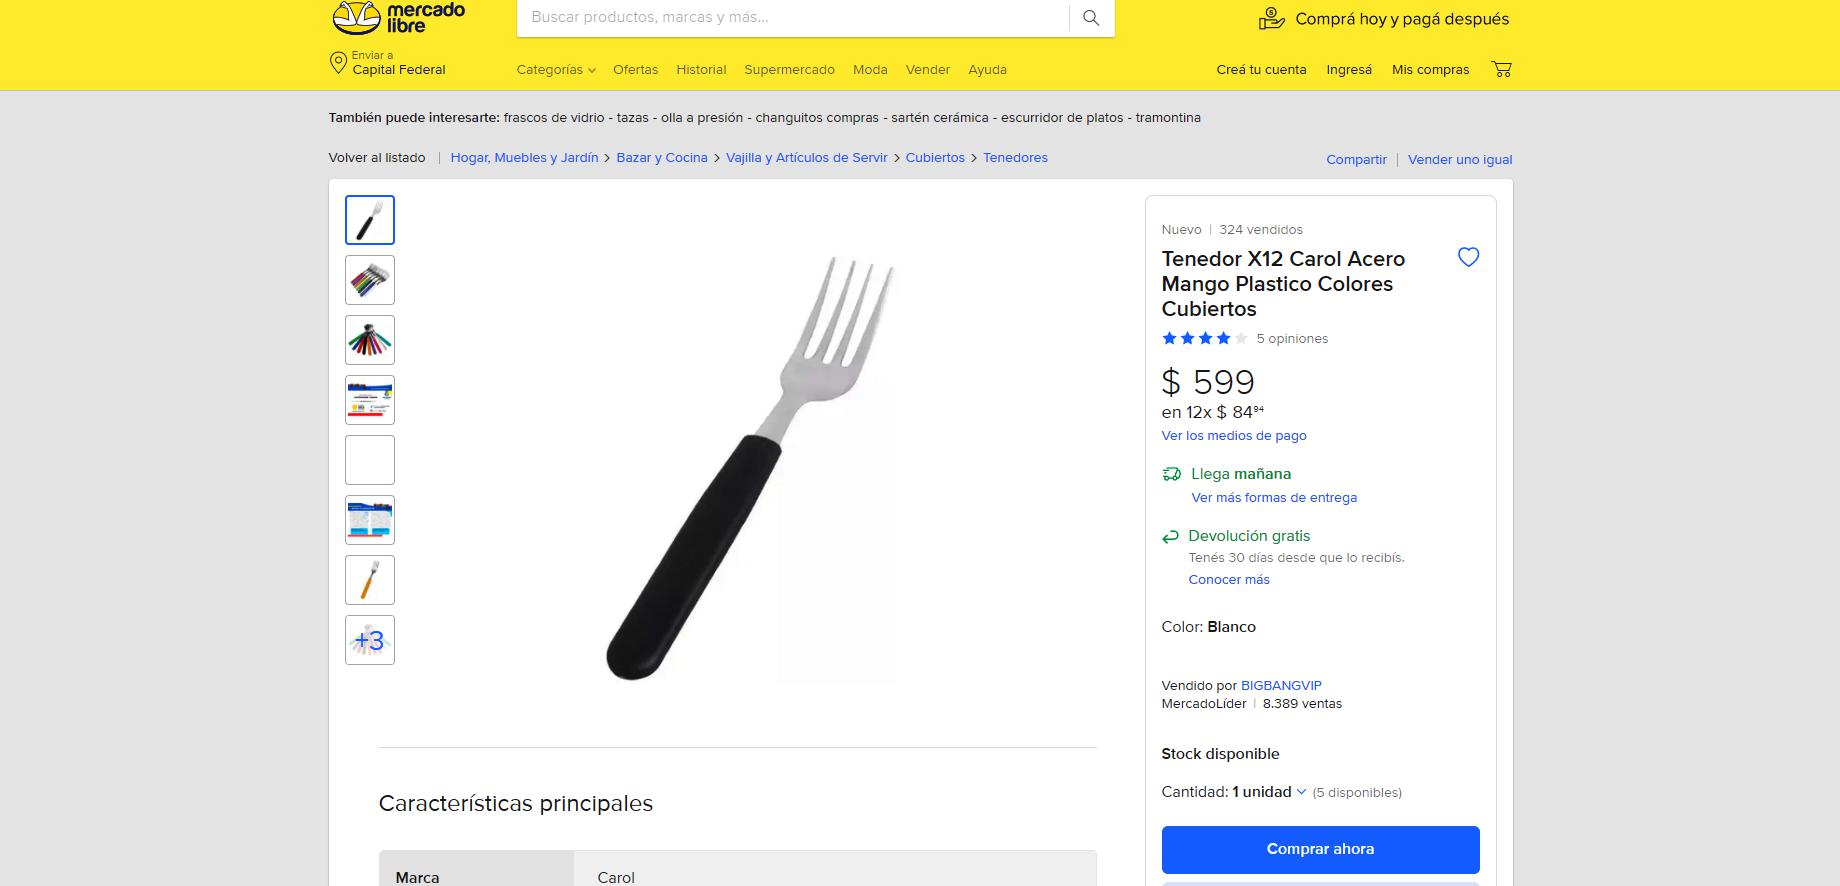 mercado
libre
Buscar productos, marcas y más...
Comprá hoy y pagá después
Enviar a
Capital Federal
Categorías Ofertas Historial Supermercado Moda Vender Ayuda
Creá tu cuenta Ingresá Mis compras
También puede interesarte: frascos de vidrio - tazas - olla a presión - changuitos compras - sartén cerámica - escurridor de platos - tramontina
Volver al listado | Hogar, Muebles y Jardín > Bazar y Cocina > Vajilla y Artículos de Servir > Cubiertos > Tenedores
Compartir | Vender uno igual
+3
Nuevo | 324 vendidos
Tenedor X12 Carol Acero
Mango Plastico Colores
Cubiertos
5 opiniones
$ 599
en 12x $ 84⁹⁴
Ver los medios de pago
Llega mañana
Ver más formas de entrega
Devolución gratis
Tenés 30 días desde que lo recibís.
Conocer más
Color: Blanco
Vendido por BIGBANGVIP
MercadoLíder | 8.389 ventas
Stock disponible
Cantidad: 1 unidad (5 disponibles)
Comprar ahora
Características principales
Marca Carol